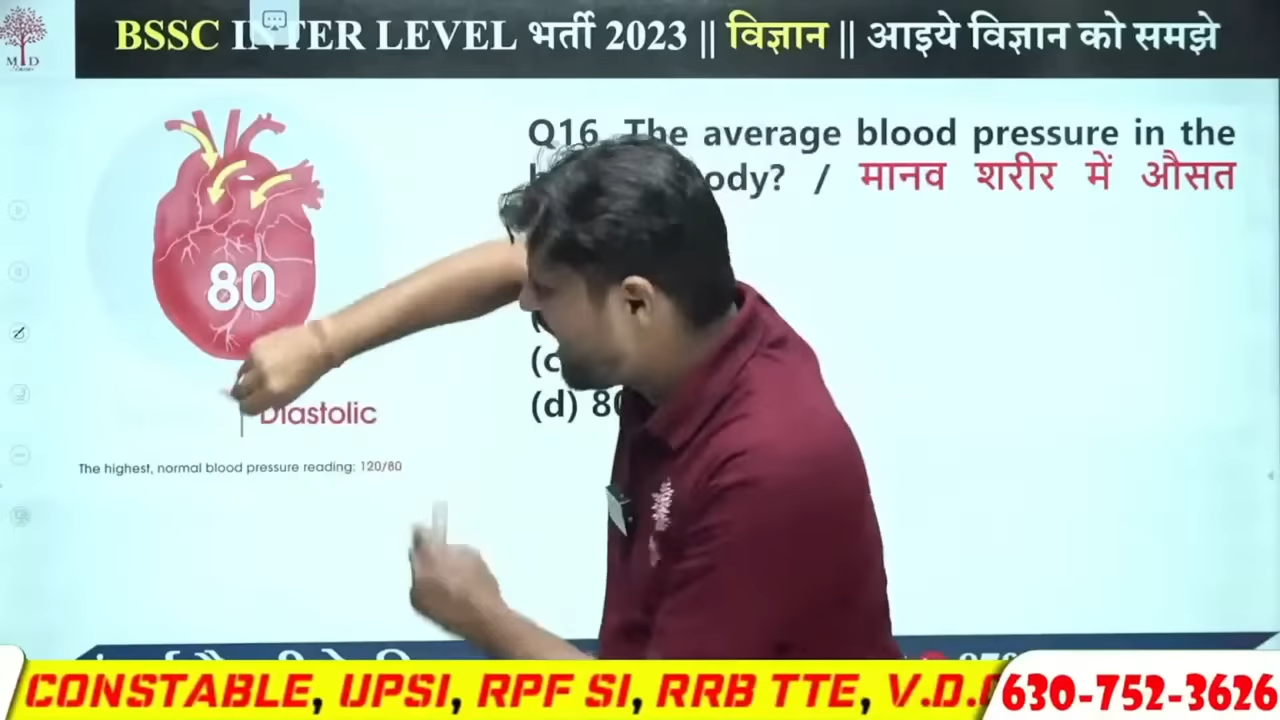 BSSC INTER LEVEL भर्ती 2023 || विज्ञान || आइये विज्ञान को समझे
M D
80
Diastolic
The highest, normal blood pressure reading: 120/80
Q16. The average blood pressure in the
body? / मानव शरीर में औसत
(c
(d) 80
CONSTABLE, UPSI, RPF SI, RRB TTE, V.D.
630-752-3626